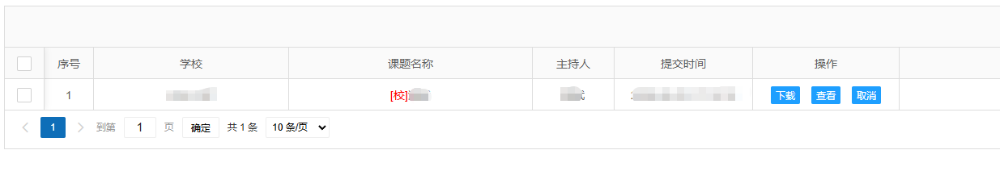 序号 学校 课题名称 主持人 提交时间 操作
1 [校] 下载 查看 取消
1 到第 1 页 确定 共 1 条 10 条/页